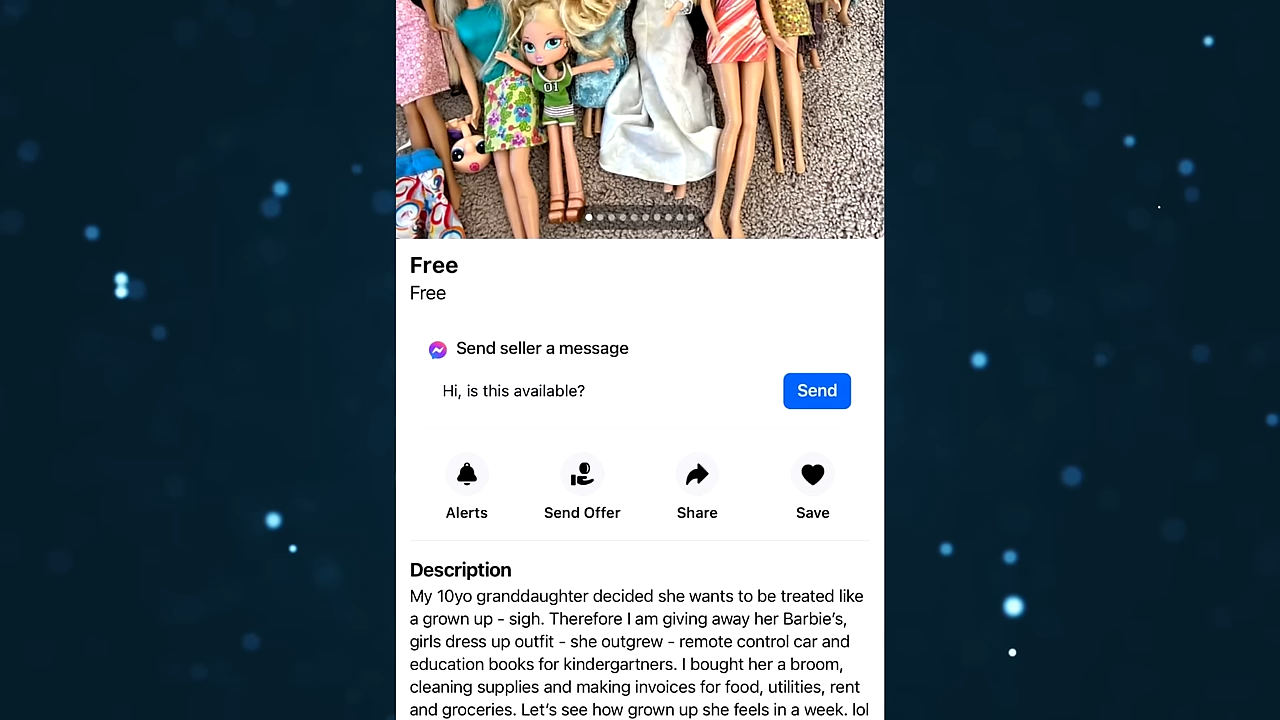 01
Free
Free
Send seller a message
Hi, is this available?
Send
Alerts
Send Offer
Share
Save
Description
My 10yo granddaughter decided she wants to be treated like
a grown up - sigh. Therefore I am giving away her Barbie’s,
girls dress up outfit - she outgrew - remote control car and
education books for kindergartners. I bought her a broom,
cleaning supplies and making invoices for food, utilities, rent
and groceries. Let’s see how grown up she feels in a week. lol